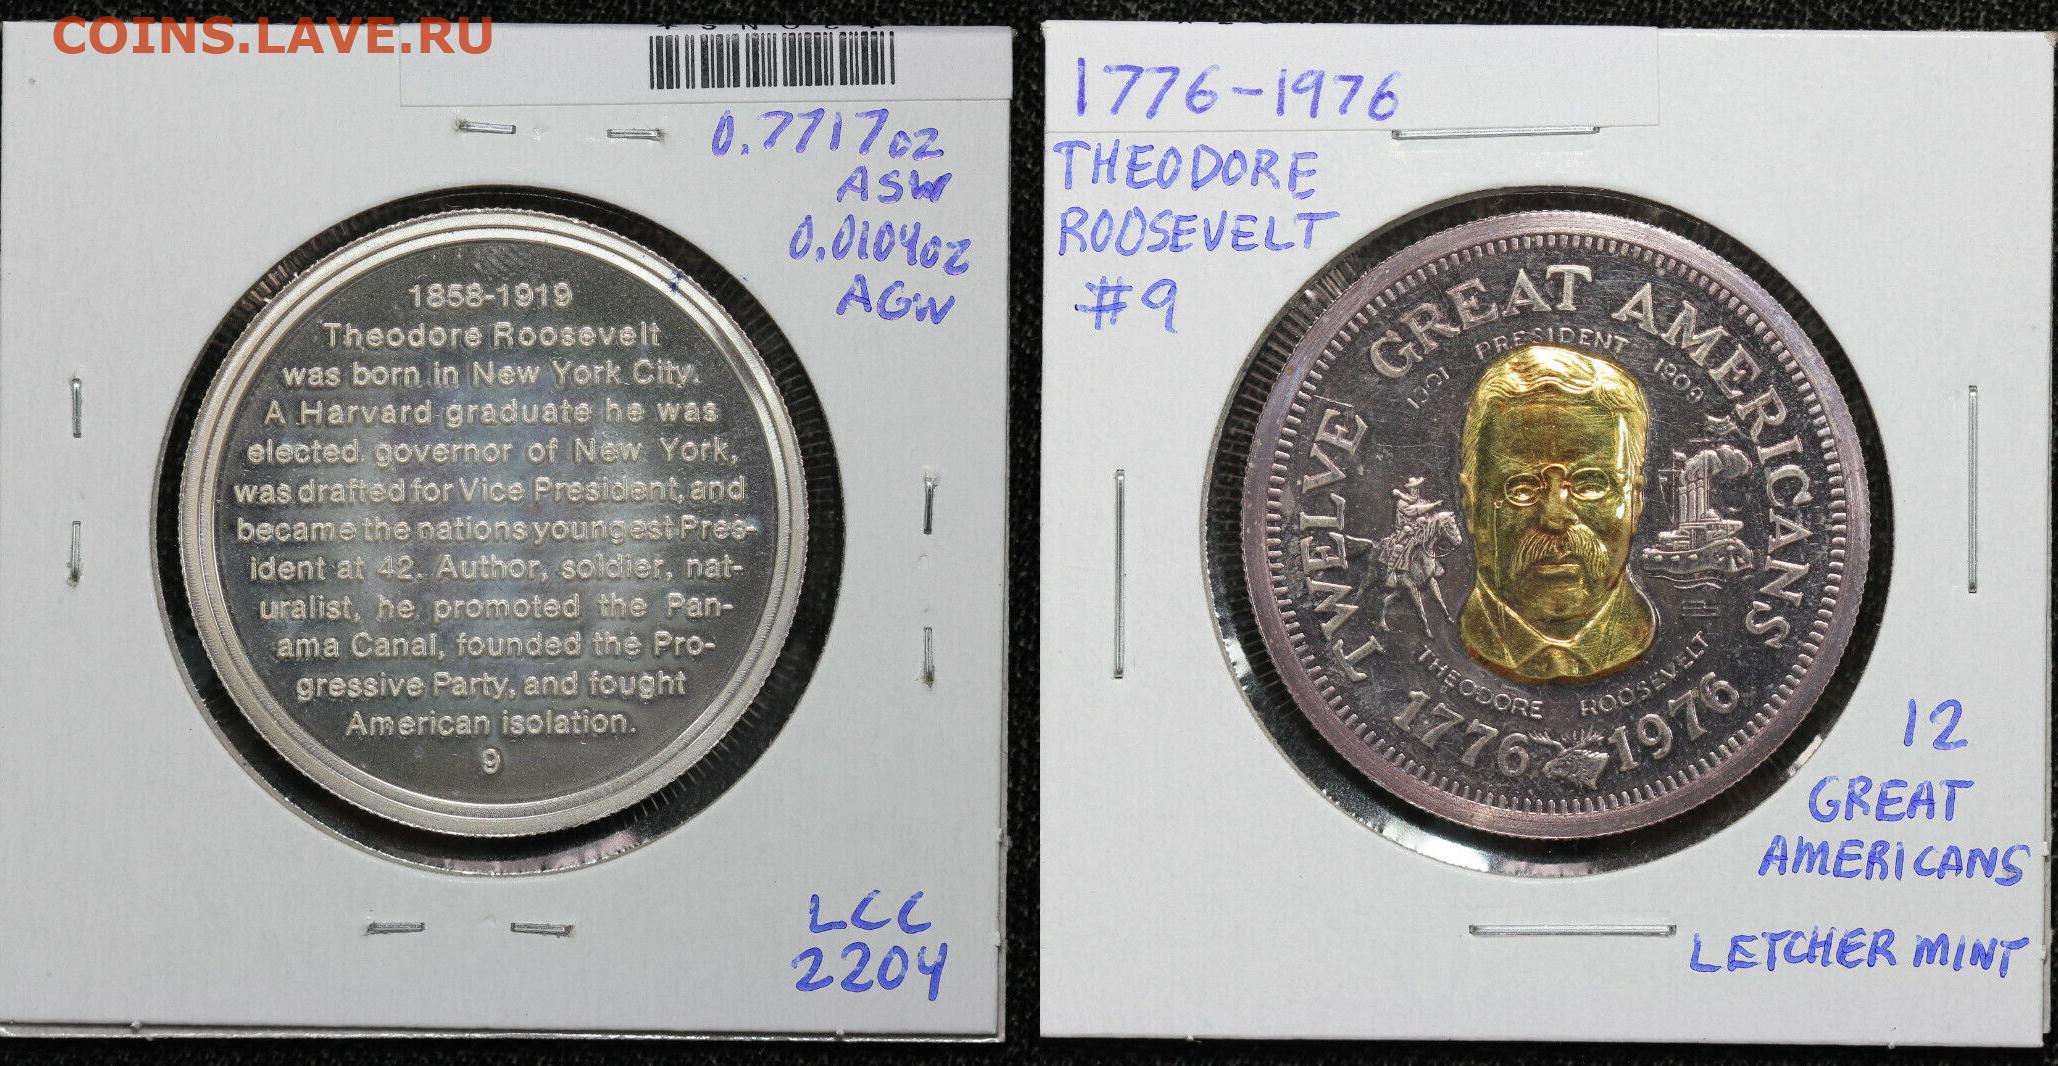 COINS.LAVE.RU
0.7717oz
ASW
0.0104oz
AGW
1858-1919
Theodore Roosevelt
was born in New York City.
A Harvard graduate he was
elected governor of New York,
was drafted for Vice President, and
became the nations youngest Pres-
ident at 42. Author, soldier, nat-
uralist, he promoted the Pan-
ama Canal, founded the Pro-
gressive Party, and fought
American isolation.
9
LCC
2204
1776-1976
THEODORE
ROOSEVELT
#9
TWELVE GREAT AMERICANS
PRESIDENT
1901 1909
THEODORE ROOSEVELT
1776 1976
12
GREAT
AMERICANS
LETCHER MINT